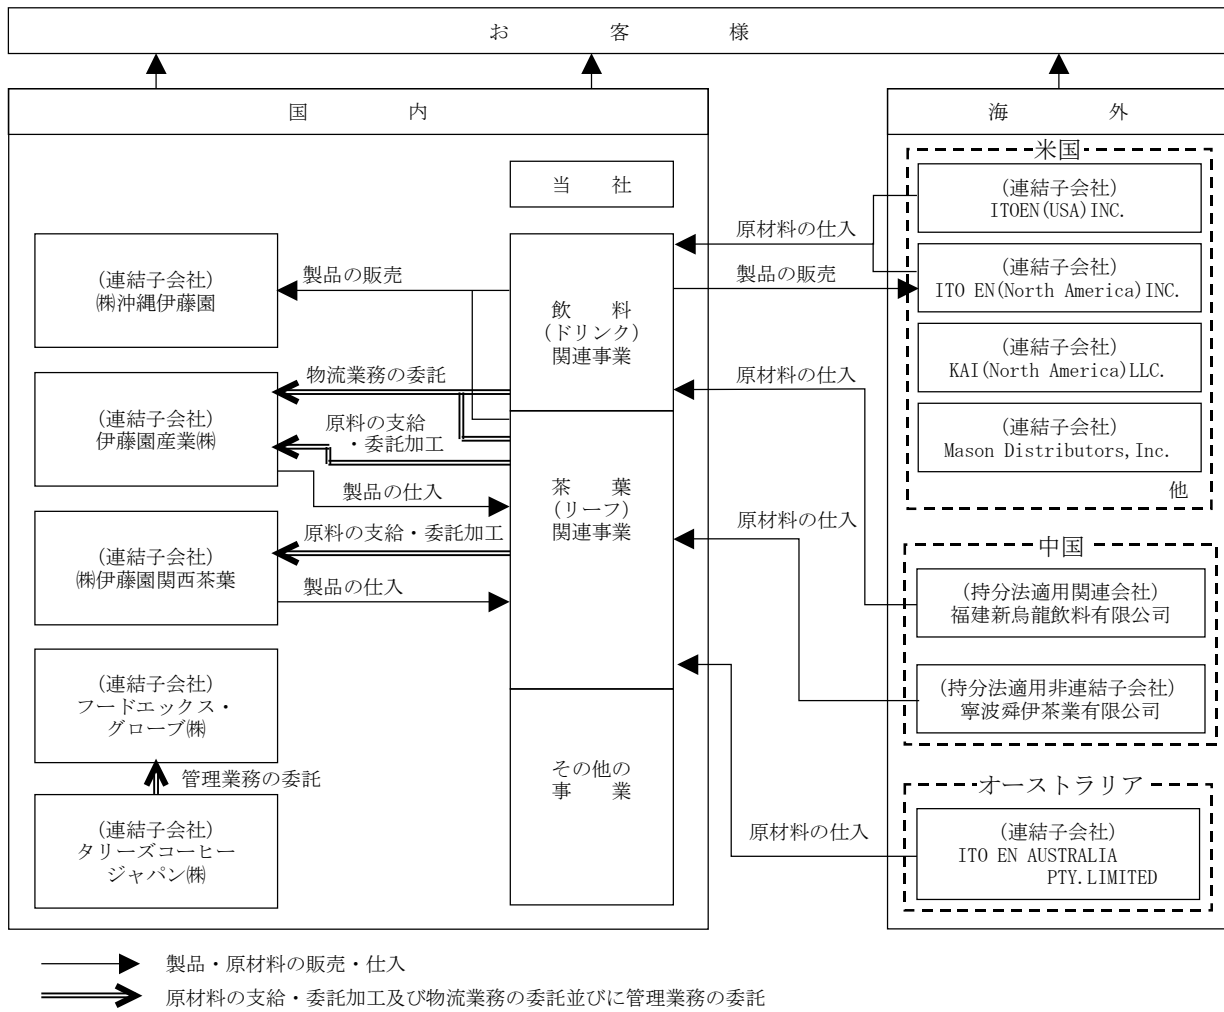 お　客　様
国　内
海　外
当　社
(連結子会社)
㈱沖縄伊藤園
製品の販売
(連結子会社)
伊藤園産業㈱
物流業務の委託
原料の支給
・委託加工
製品の仕入
(連結子会社)
㈱伊藤園関西茶葉
原料の支給・委託加工
製品の仕入
(連結子会社)
フードエックス・
グローブ㈱
管理業務の委託
(連結子会社)
タリーズコーヒー
ジャパン㈱
飲　料
(ドリンク)
関連事業
茶　葉
(リーフ)
関連事業
その他の
事　業
原材料の仕入
製品の販売
原材料の仕入
原材料の仕入
原材料の仕入
米国
(連結子会社)
ITOEN(USA)INC.
(連結子会社)
ITO EN(North America)INC.
(連結子会社)
KAI(North America)LLC.
(連結子会社)
Mason Distributors,Inc.
他
中国
(持分法適用関連会社)
福建新烏龍飲料有限公司
(持分法適用非連結子会社)
寧波舜伊茶業有限公司
オーストラリア
(連結子会社)
ITO EN AUSTRALIA
PTY.LIMITED
製品・原材料の販売・仕入
原材料の支給・委託加工及び物流業務の委託並びに管理業務の委託